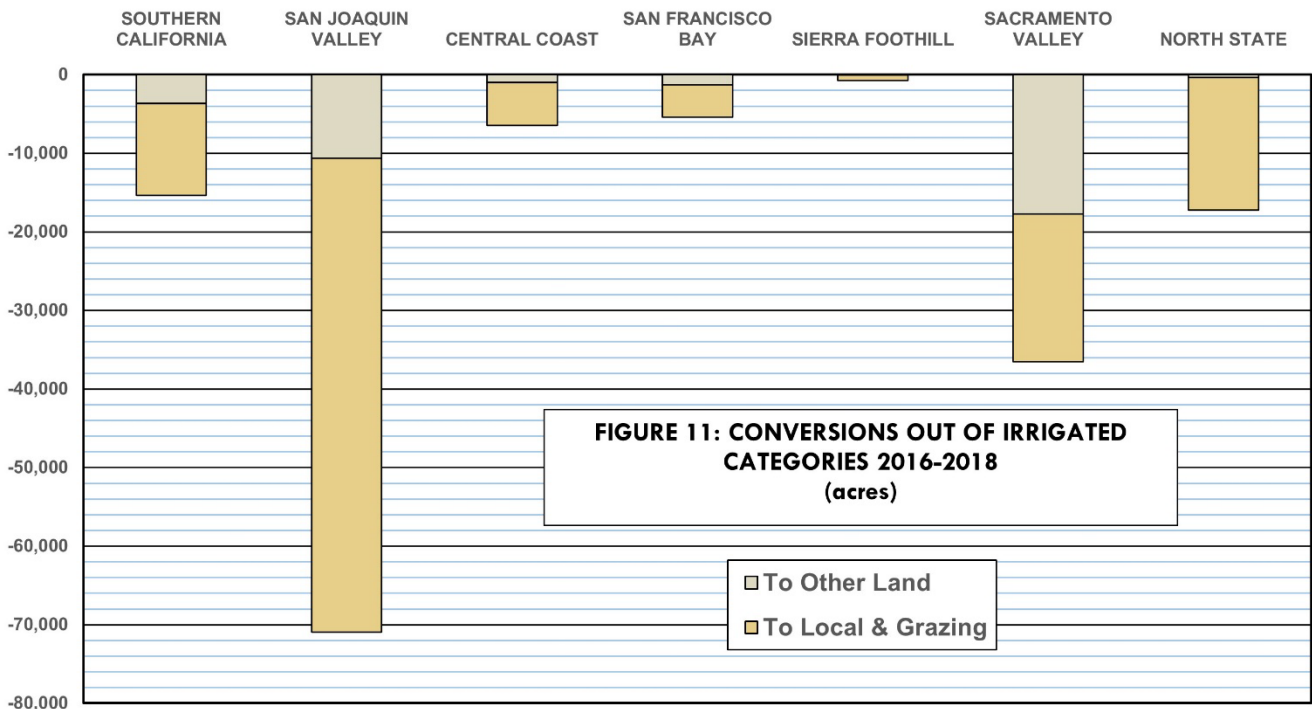 SOUTHERN
CALIFORNIA
SAN JOAQUIN
VALLEY
CENTRAL COAST
SAN FRANCISCO
BAY
SIERRA FOOTHILL
SACRAMENTO
VALLEY
NORTH STATE
0
-10,000
-20,000
-30,000
-40,000
-50,000
-60,000
-70,000
-80,000
FIGURE 11: CONVERSIONS OUT OF IRRIGATED
CATEGORIES 2016-2018
(acres)
To Other Land
To Local & Grazing